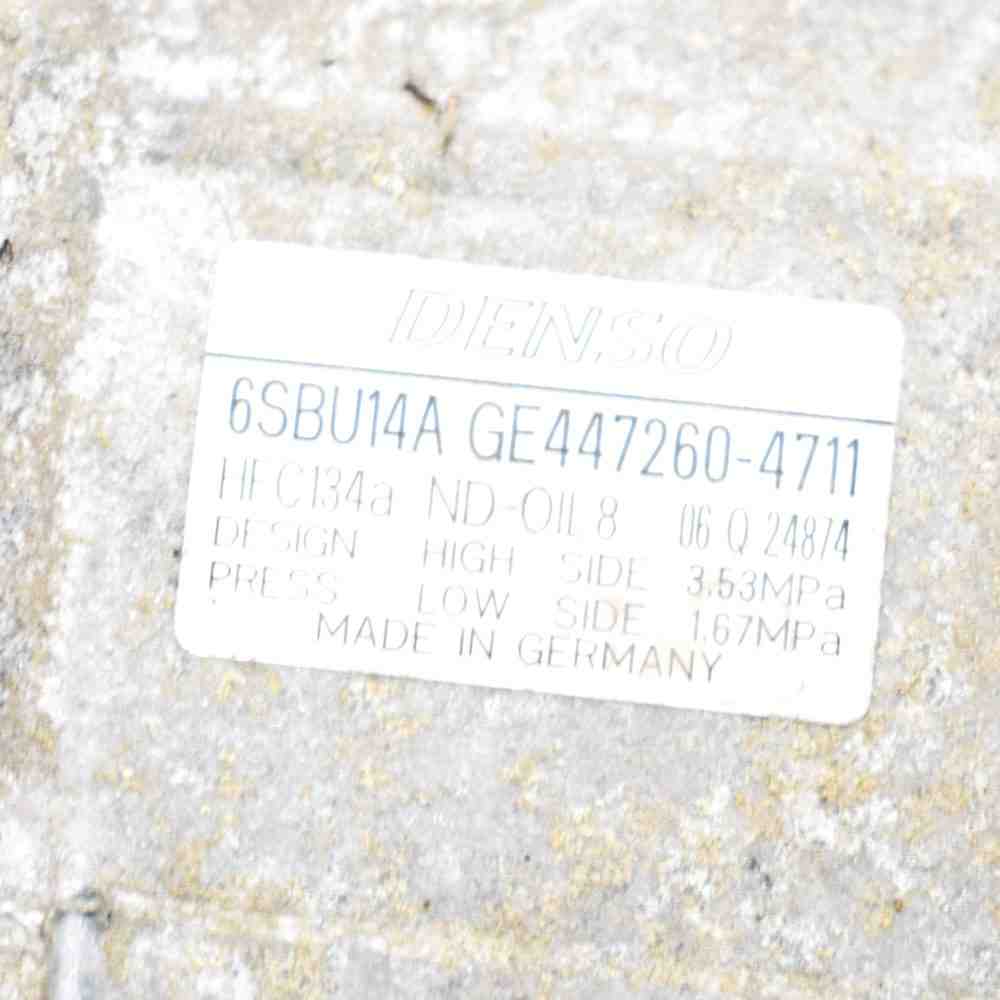 DENSO
6SBU14A GE447260-4711
HFC134a ND-OIL 8 06 Q 24874
DESIGN HIGH SIDE 3.53MPa
PRESS LOW SIDE 1.67MPa
MADE IN GERMANY